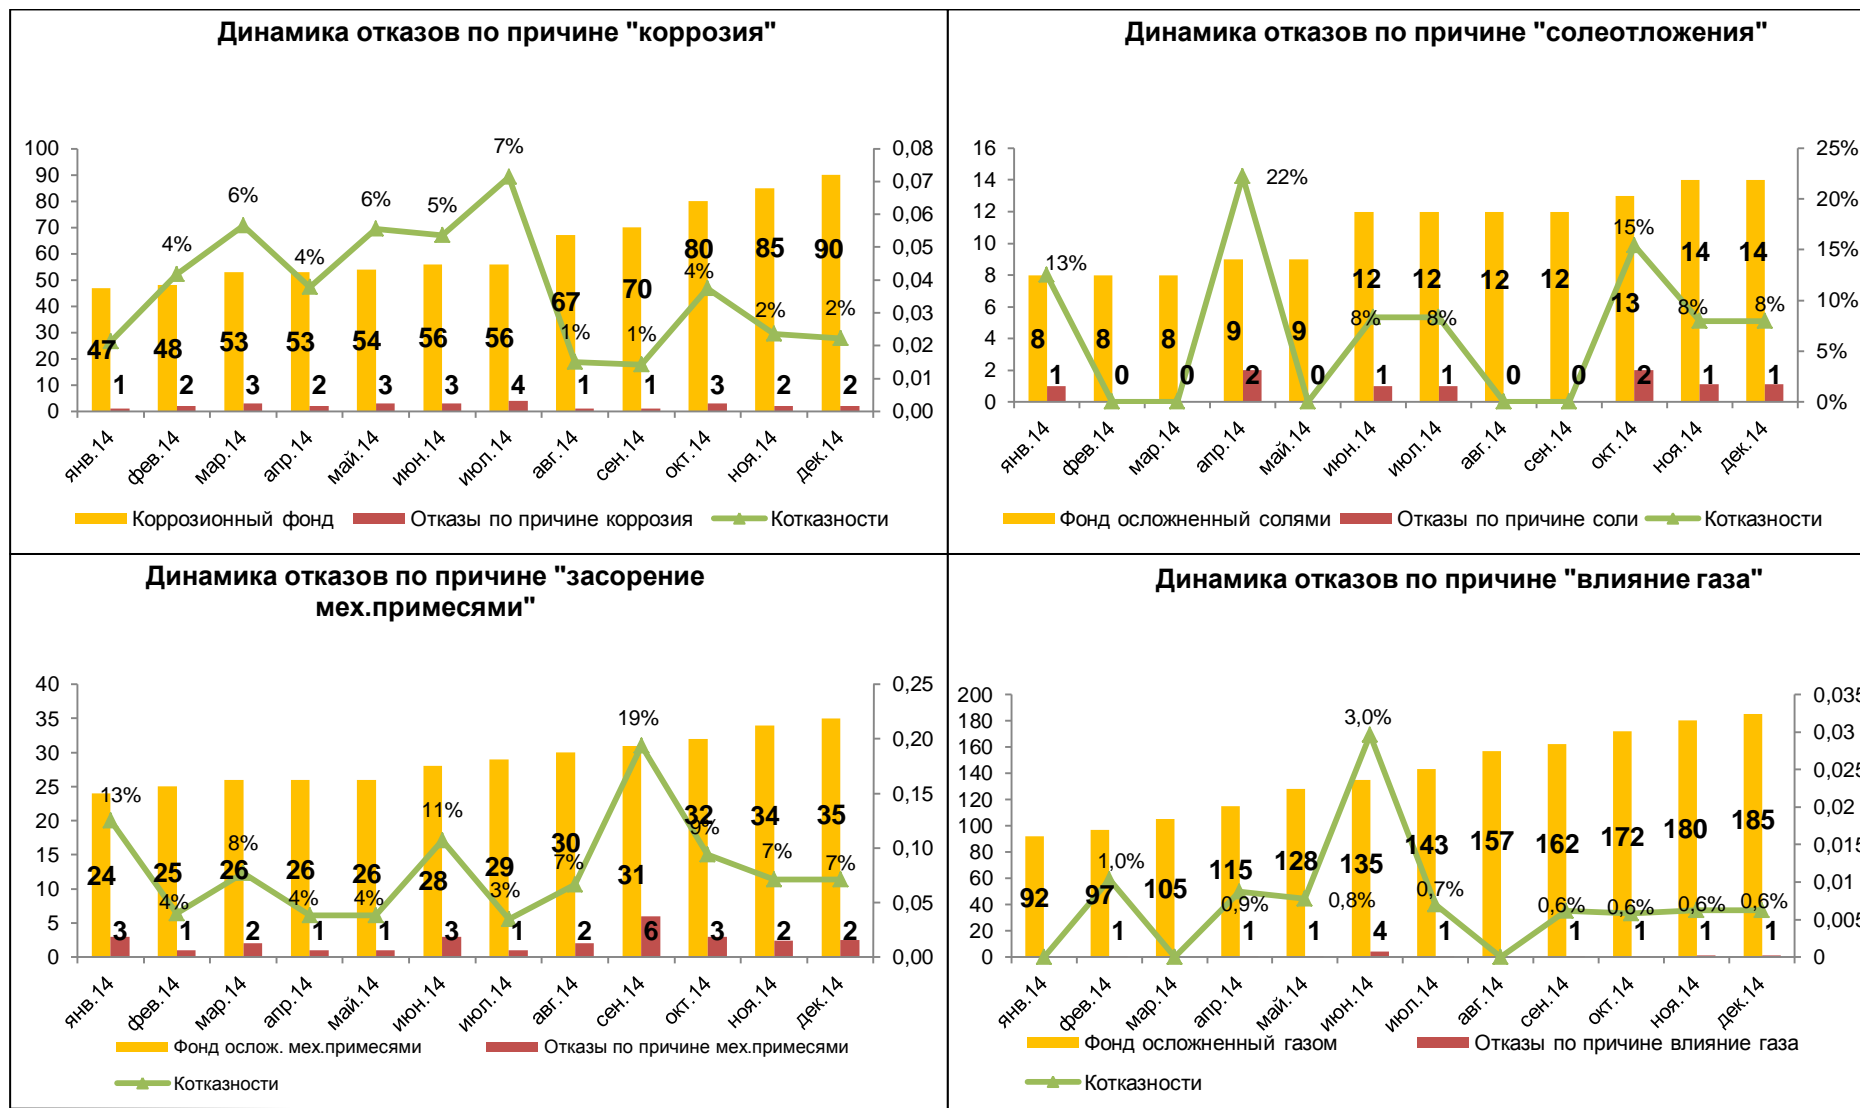 Динамика отказов по причине "коррозия"
7%
100 0,08
90 0,07
80 0,06
70 0,05
60 0,04
50 0,03
40 0,02
30 0,01
20 0,00
10
0
4% 6% 4% 6% 5% 1% 1% 4% 2% 2%
47 48 53 53 54 56 56 67 70 80 85 90
1 2 3 2 3 3 4 1 1 3 2 2
янв.14 фев.14 мар.14 апр.14 май.14 июн.14 июл.14 авг.14 сен.14 окт.14 ноя.14 дек.14
Коррозионный фонд Отказы по причине коррозия Котказности
Динамика отказов по причине "солеотложения"
16 25%
14 20%
12 15%
10 10%
8 5%
6 0%
4
2
0
13% 22% 8% 8% 15% 8% 8%
8 8 8 9 9 12 12 12 12 13 14 14
1 0 0 2 0 1 1 0 0 2 1 1
янв.14 фев.14 мар.14 апр.14 май.14 июн.14 июл.14 авг.14 сен.14 окт.14 ноя.14 дек.14
Фонд осложненный солями Отказы по причине соли Котказности
Динамика отказов по причине "засорение
мех.примесями"
40 0,25
35 0,20
30 0,15
25 0,10
20 0,05
15 0,00
10
5
0
13% 4% 8% 4% 4% 11% 3% 7% 19% 9% 7% 7%
24 25 26 26 26 28 29 30 31 32 34 35
3 1 2 1 1 3 1 2 6 3 2 2
янв.14 фев.14 мар.14 апр.14 май.14 июн.14 июл.14 авг.14 сен.14 окт.14 ноя.14 дек.14
Фонд ослож. мех.примесями Отказы по причине мех.примесями
Котказности
Динамика отказов по причине "влияние газа"
200 0,035
180 0,03
160 0,025
140 0,02
120 0,015
100 0,01
80 0,005
60 0
40
20
0
1,0% 0,9% 0,8% 3,0% 0,7% 0,6% 0,6% 0,6% 0,6%
92 97 105 115 128 135 143 157 162 172 180 185
1 1 1 4 1 1 1 1 1
янв.14 фев.14 мар.14 апр.14 май.14 июн.14 июл.14 авг.14 сен.14 окт.14 ноя.14 дек.14
Фонд осложненный газом Отказы по причине влияние газа
Котказности